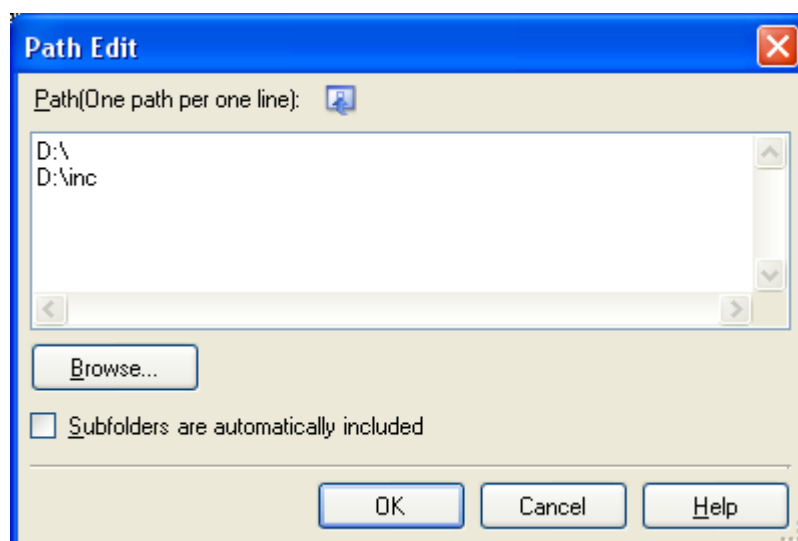 Path Edit
Path(One path per one line):
D:\
D:\inc
Browse...
Subfolders are automatically included
OK Cancel Help